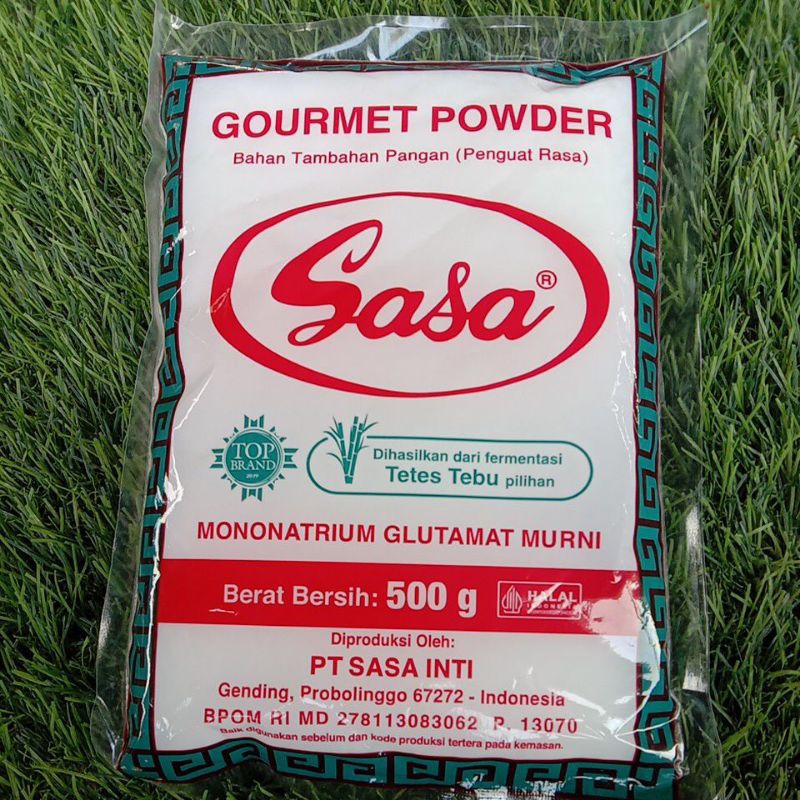 GOURMET POWDER
Bahan Tambahan Pangan (Penguat Rasa)
Sasa®
TOP
BRAND
Dihasilkan dari fermentasi
Tetes Tebu pilihan
MONONATRIUM GLUTAMAT MURNI
Berat Bersih: 500 g
HALAL
INDONESIA
Diproduksi Oleh:
PT SASA INTI
Gending, Probolinggo 67272 - Indonesia
BPOM RI MD 278113083062 P. 13070
Baik digunakan sebelum dan kode produksi tertera pada kemasan.